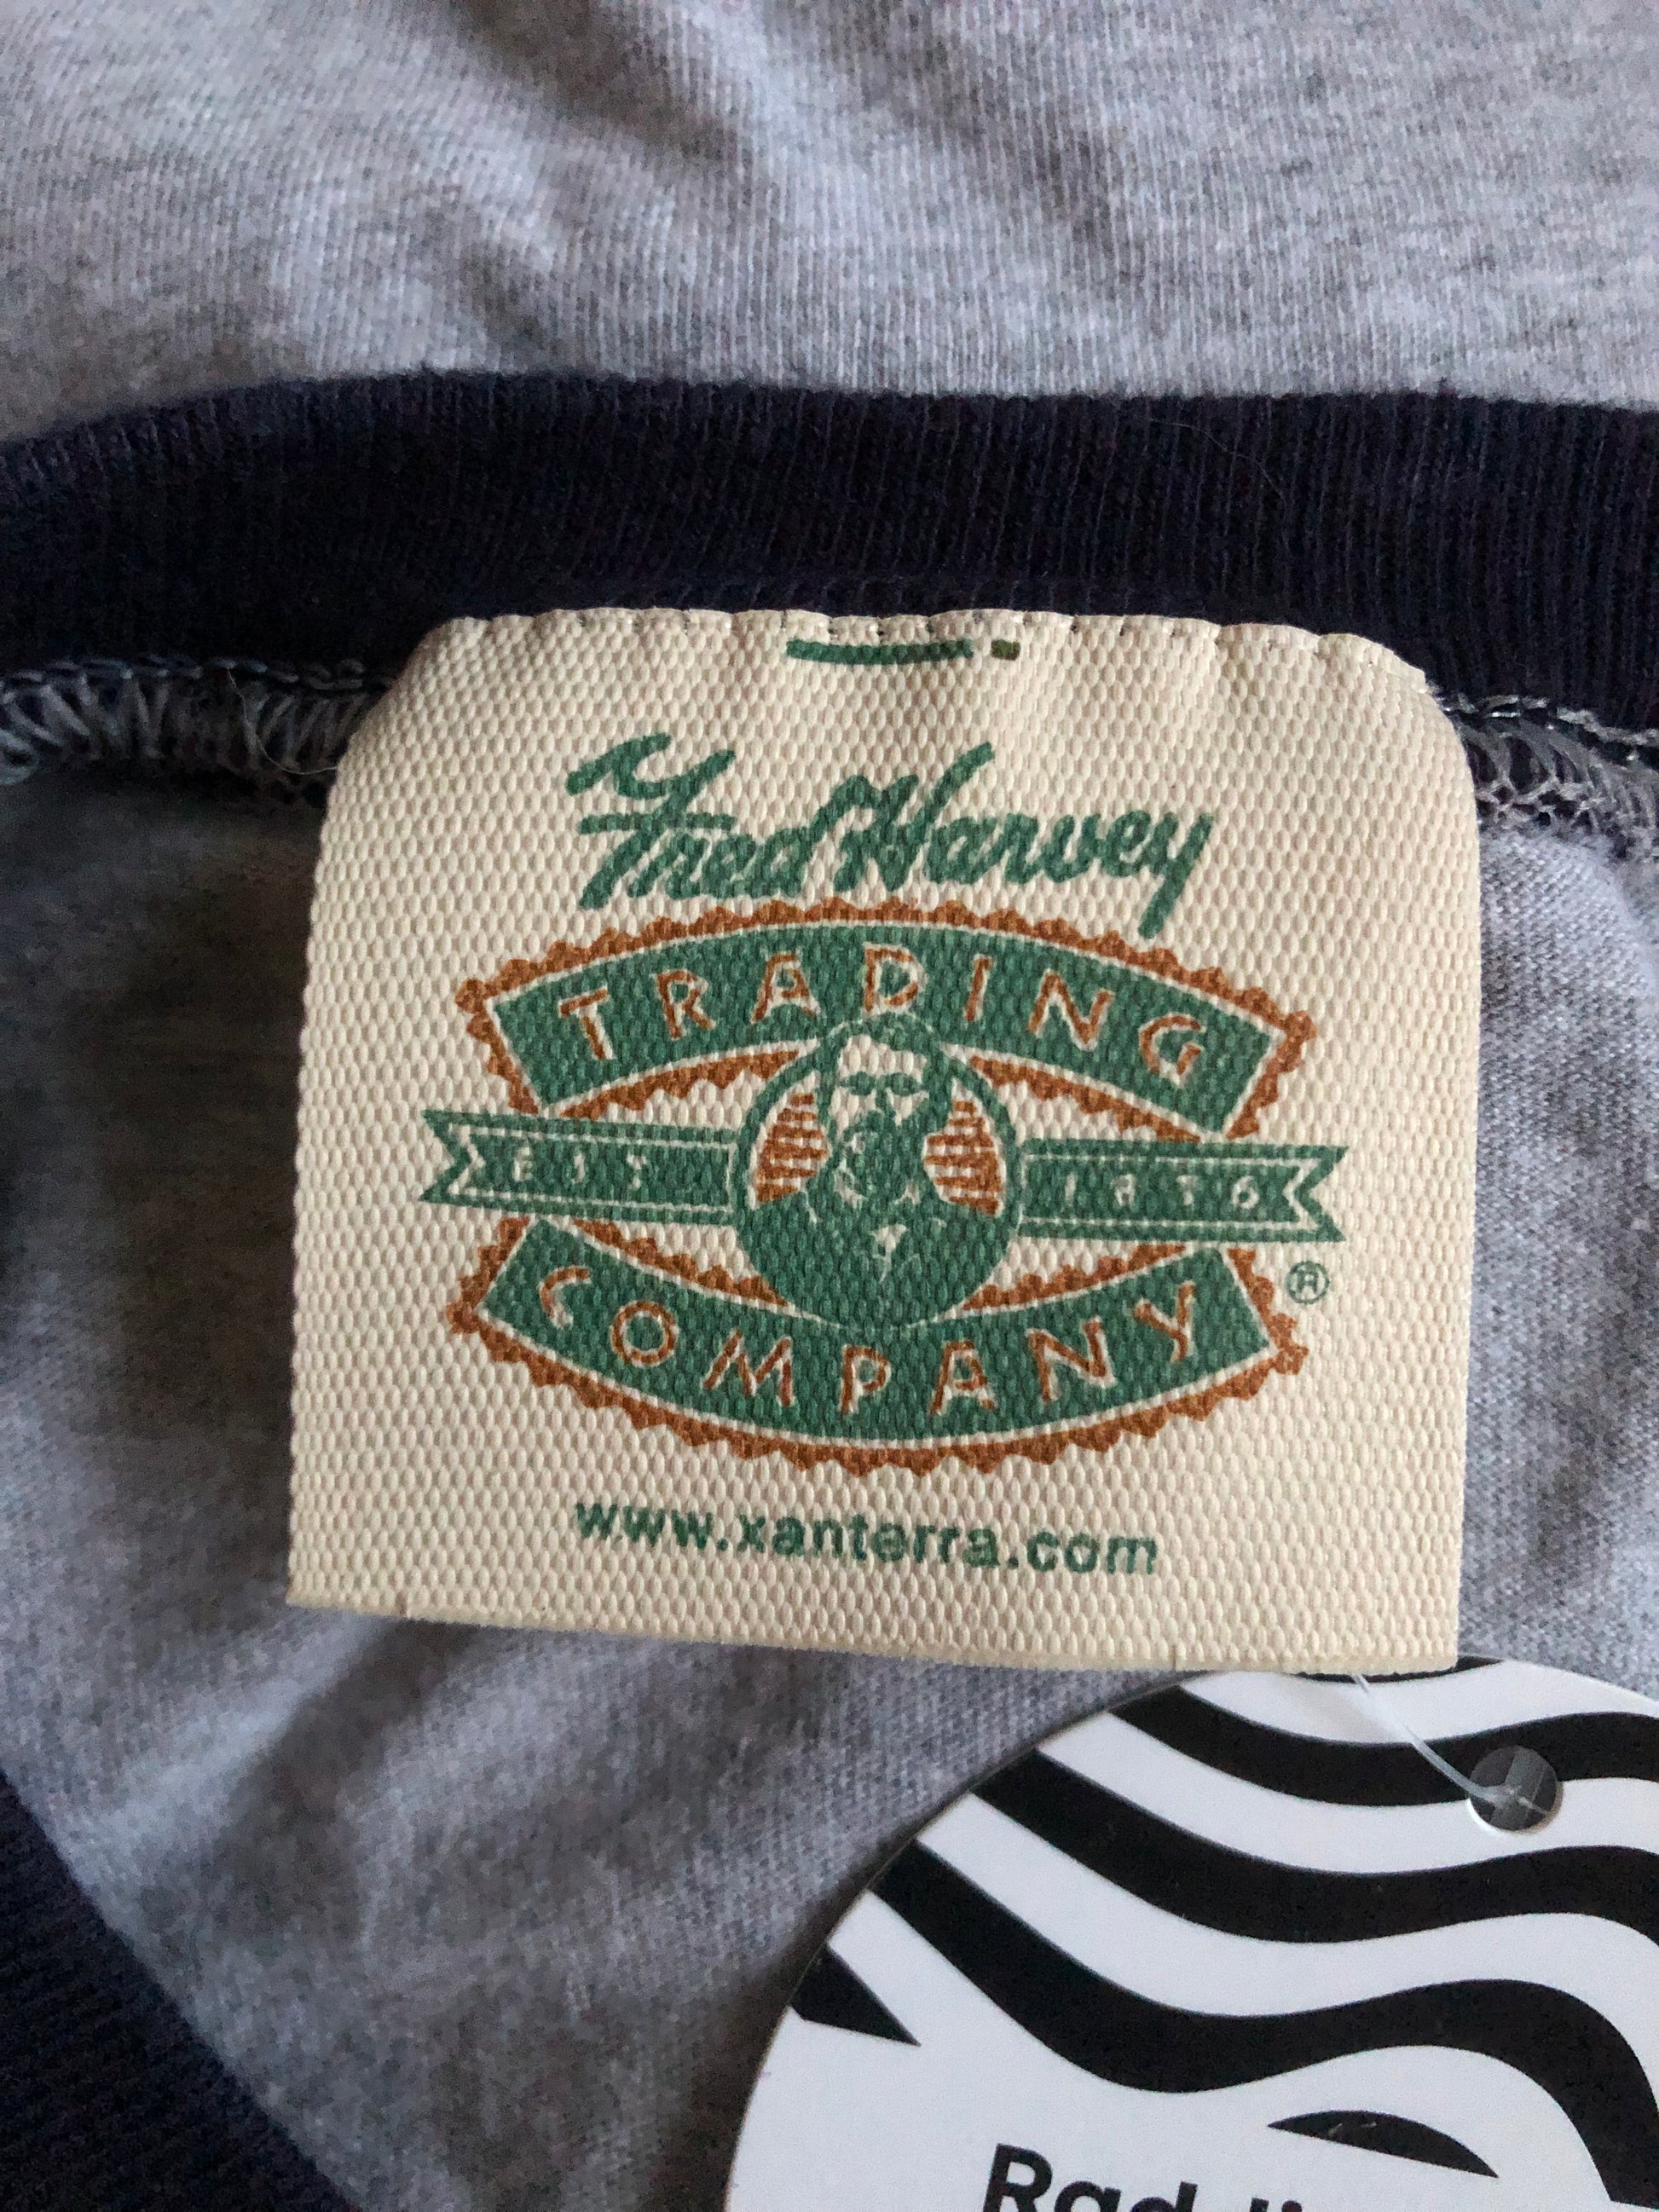 Fred Harvey
TRADING
EST 1876
COMPANY
®
www.xanterra.com